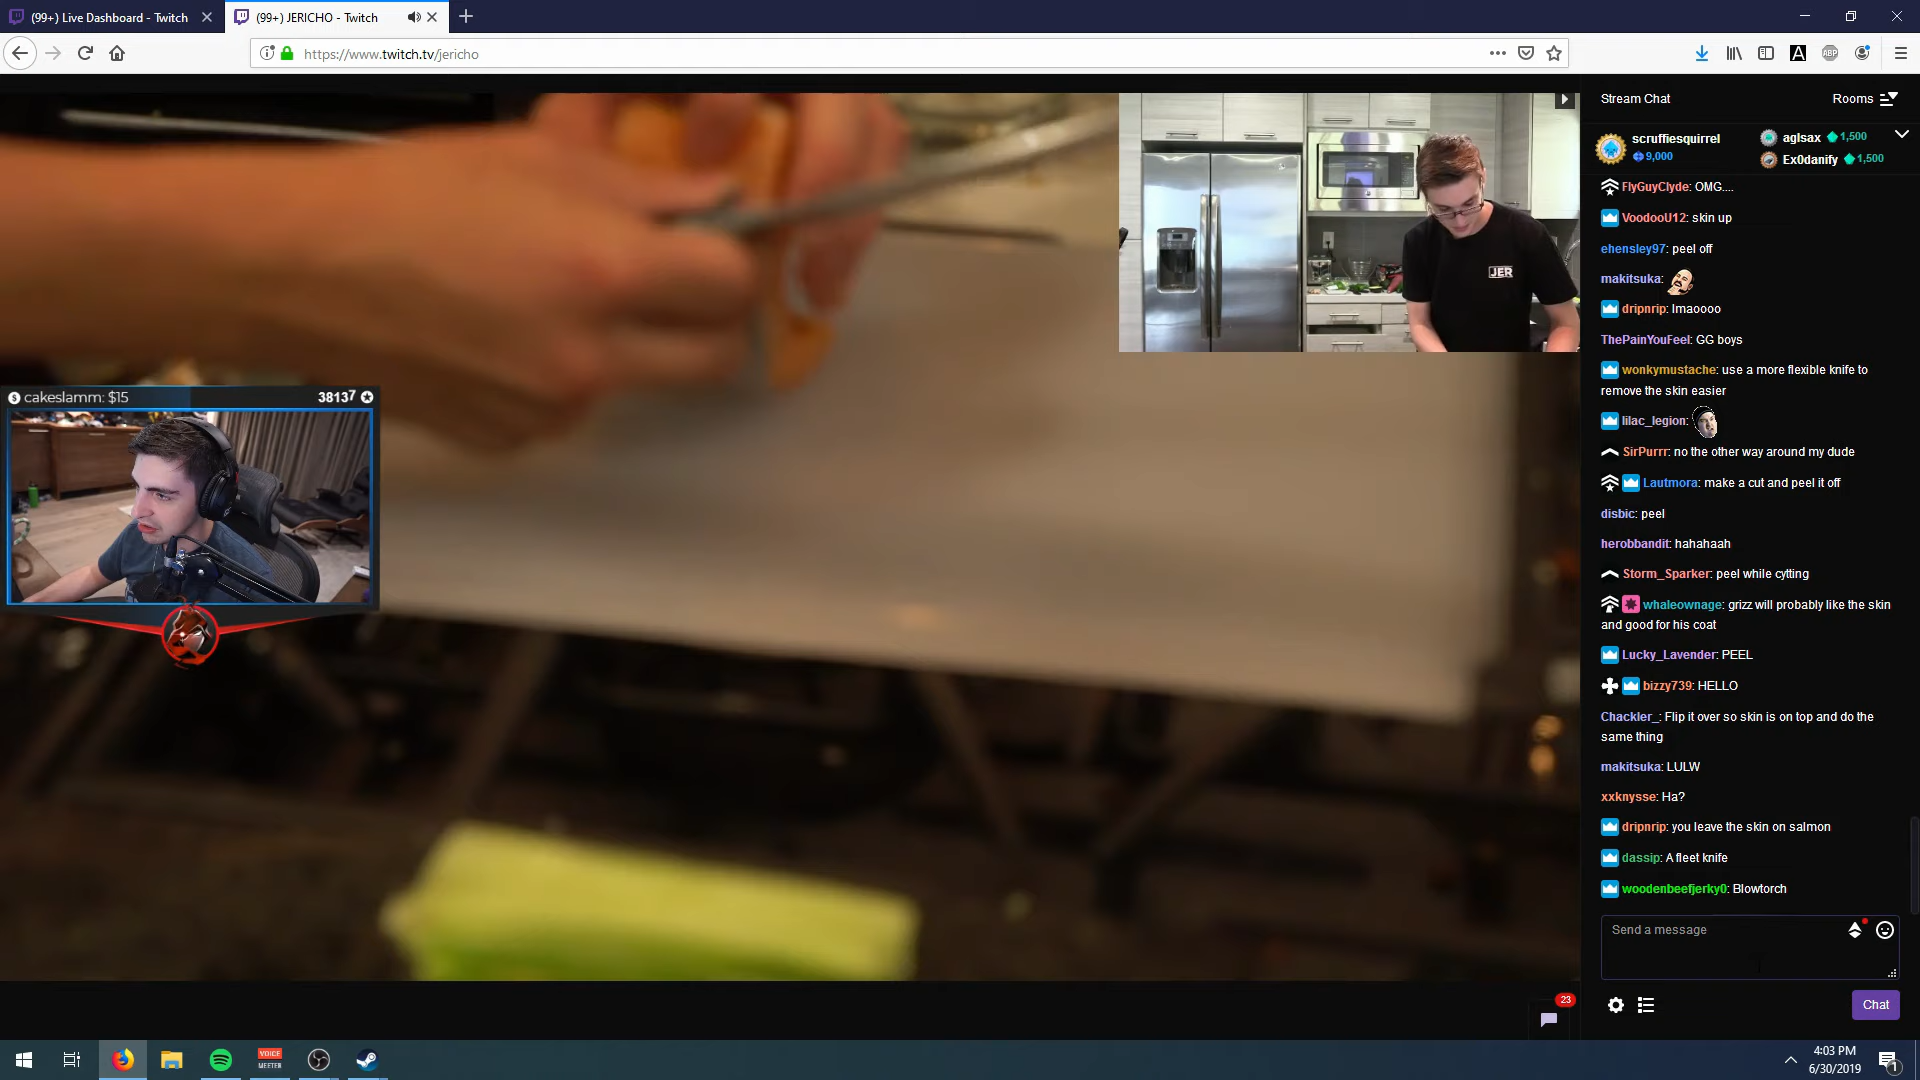 (99+) Live Dashboard - Twitch
(99+) JERICHO - Twitch
https://www.twitch.tv/jericho
ABP
Stream Chat
Rooms
scruffiesquirrel
9,000
aglsax 1,500
Ex0danify 1,500
JER
cakeslamm: $15
38137
FlyGuyClyde: OMG....
VoodooU12: skin up
ehensley97: peel off
makitsuka:
dripnrip: lmaoooo
ThePainYouFeel: GG boys
wonkymustache: use a more flexible knife to
remove the skin easier
lilac_legion:
SirPurrr: no the other way around my dude
Lautmora: make a cut and peel it off
disbic: peel
herobbandit: hahahaah
Storm_Sparker: peel while cytting
whaleownage: grizz will probably like the skin
and good for his coat
Lucky_Lavender: PEEL
bizzy739: HELLO
Chackler_: Flip it over so skin is on top and do the
same thing
makitsuka: LULW
xxknysse: Ha?
dripnrip: you leave the skin on salmon
dassip: A fleet knife
woodenbeefjerky0: Blowtorch
Send a message
23
Chat
VOICE
MEETER
4:03 PM
6/30/2019
1